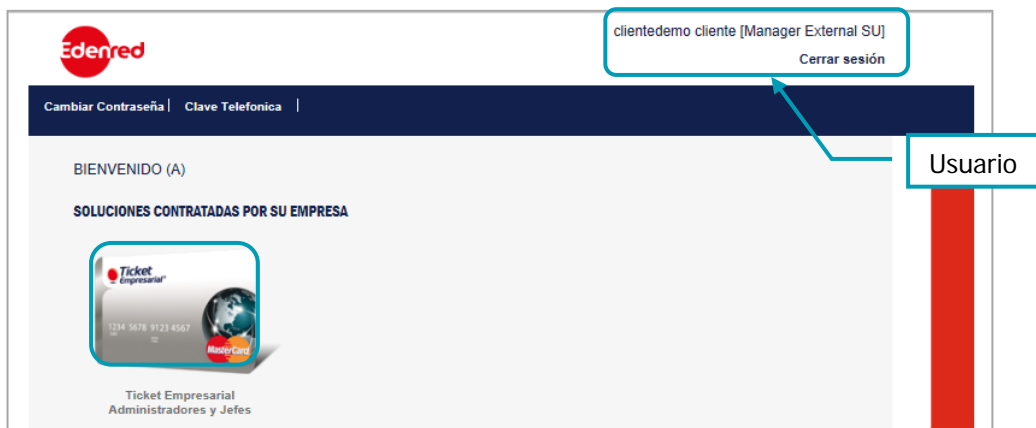 clientedemo cliente [Manager External SU]
Edenred
Cerrar sesión
Cambiar Contraseña | Clave Telefonica |
Usuario
BIENVENIDO (A)
SOLUCIONES CONTRATADAS POR SU EMPRESA
Ticket
Empresarial
1234 5678 9123 4567
MasterCard
Ticket Empresarial
Administradores y Jefes